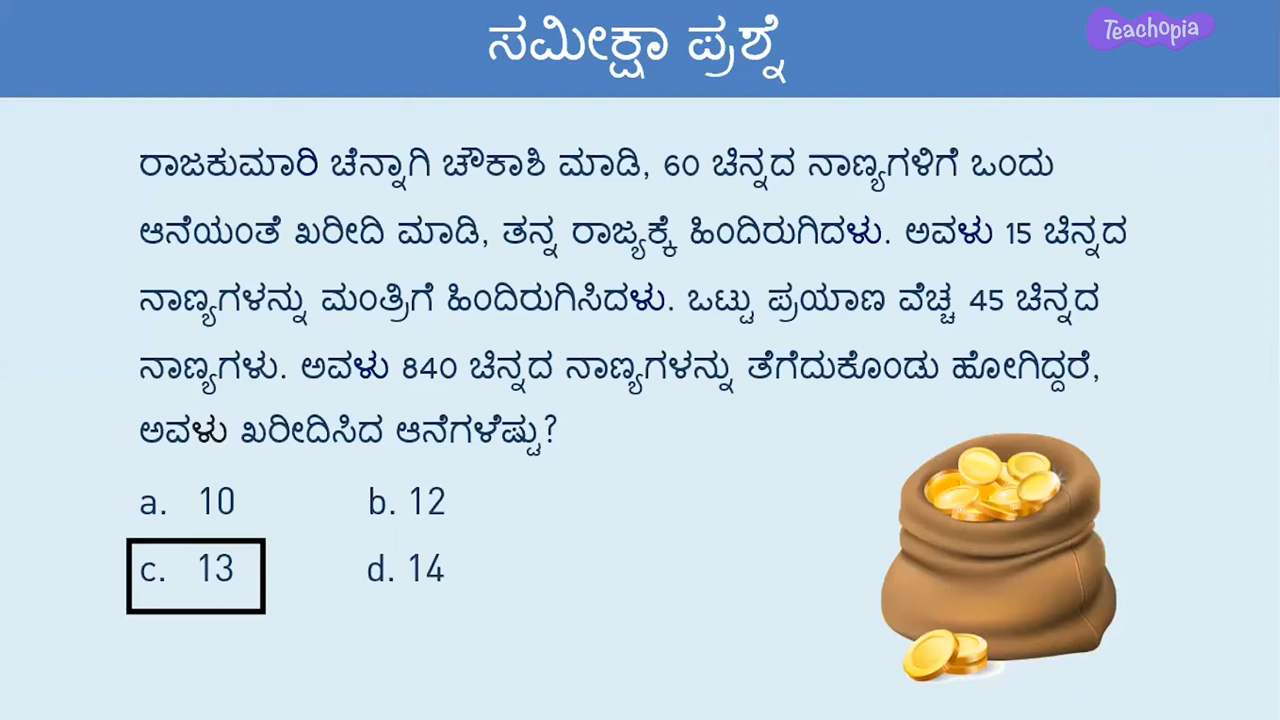 ಸಮೀಕ್ಷಾ ಪ್ರಶ್ನೆ
Teachopia
ರಾಜಕುಮಾರಿ ಚೆನ್ನಾಗಿ ಚೌಕಾಶಿ ಮಾಡಿ, 60 ಚಿನ್ನದ ನಾಣ್ಯಗಳಿಗೆ ಒಂದು
ಆನೆಯಂತೆ ಖರೀದಿ ಮಾಡಿ, ತನ್ನ ರಾಜ್ಯಕ್ಕೆ ಹಿಂದಿರುಗಿದಳು. ಅವಳು 15 ಚಿನ್ನದ
ನಾಣ್ಯಗಳನ್ನು ಮಂತ್ರಿಗೆ ಹಿಂದಿರುಗಿಸಿದಳು. ಒಟ್ಟು ಪ್ರಯಾಣ ವೆಚ್ಚ 45 ಚಿನ್ನದ
ನಾಣ್ಯಗಳು. ಅವಳು 840 ಚಿನ್ನದ ನಾಣ್ಯಗಳನ್ನು ತೆಗೆದುಕೊಂಡು ಹೋಗಿದ್ದರೆ,
ಅವಳು ಖರೀದಿಸಿದ ಆನೆಗಳೆಷ್ಟು?
a. 10 b. 12
c. 13 d. 14